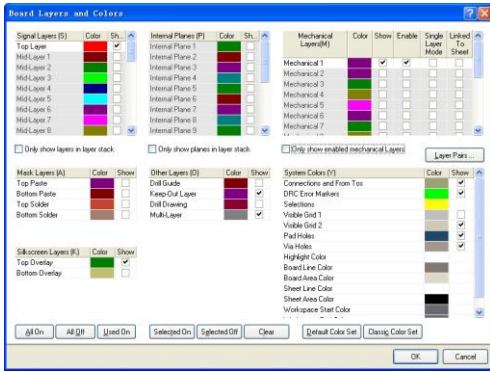 Board Layers and Colors
Signal Layers (S) Color Sh...
Top Layer
Mid-Layer 1
Mid-Layer 2
Mid-Layer 3
Mid-Layer 4
Mid-Layer 5
Mid-Layer 6
Mid-Layer 7
Mid-Layer 8
Only show layers in layer stack
Internal Planes (P) Color Sh...
Internal Plane 1
Internal Plane 2
Internal Plane 3
Internal Plane 4
Internal Plane 5
Internal Plane 6
Internal Plane 7
Internal Plane 8
Internal Plane 9
Only show planes in layer stack
Mechanical Layers(M) Color Show Enable Single Layer Mode Linked To Sheet
Mechanical 1
Mechanical 2
Mechanical 3
Mechanical 4
Mechanical 5
Mechanical 6
Mechanical 7
Mechanical 8
Only show enabled mechanical Layers
Layer Pairs ...
Mask Layers (A) Color Show
Top Paste
Bottom Paste
Top Solder
Bottom Solder
Other Layers (O) Color Show
Drill Guide
Keep-Out Layer
Drill Drawing
Multi-Layer
System Colors (Y) Color Show
Connections and From Tos
DRC Error Markers
Selections
Visible Grid 1
Visible Grid 2
Pad Holes
Via Holes
Highlight Color
Board Line Color
Board Area Color
Sheet Line Color
Sheet Area Color
Workspace Start Color
Silkscreen Layers (K) Color Show
Top Overlay
Bottom Overlay
All On All Off Used On Selected On Selected Off Clear Default Color Set Classic Color Set
OK Cancel